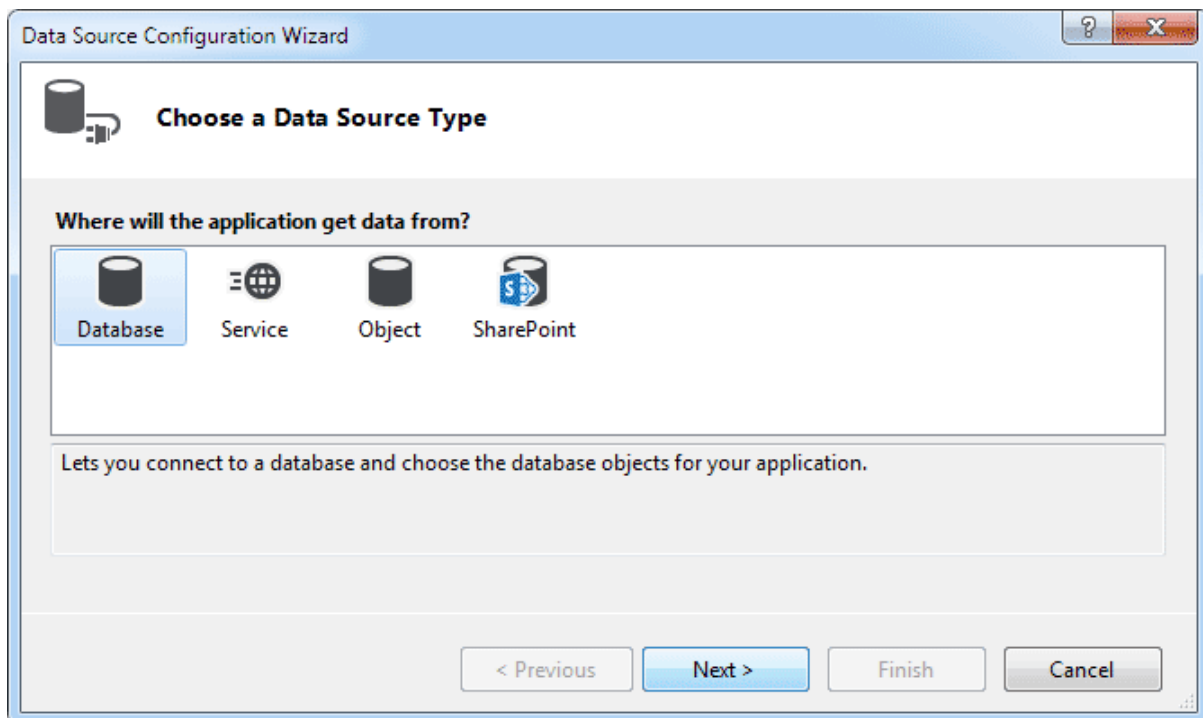 Data Source Configuration Wizard
Choose a Data Source Type
Where will the application get data from?
Database Service Object SharePoint
Lets you connect to a database and choose the database objects for your application.
< Previous Next > Finish Cancel